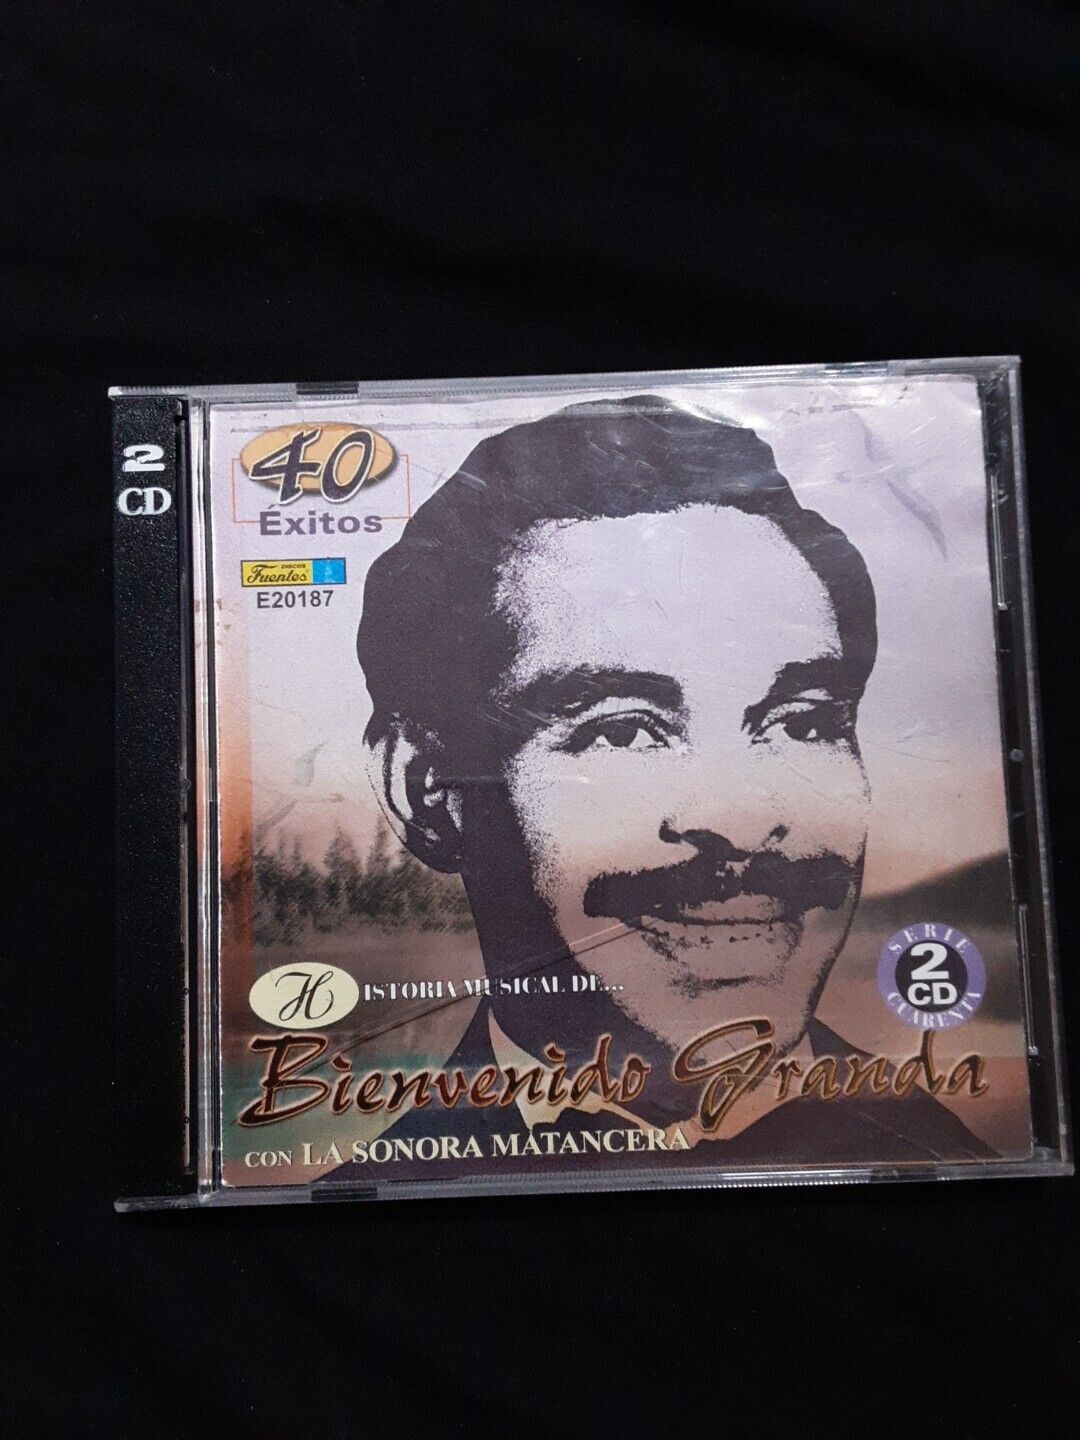 2
CD
40
Éxitos
DISCOS
Fuentes
E20187
HISTORIA MUSICAL DE...
SERIE
2
CD
CUARENTA
Bienvenido Granda
CON LA SONORA MATANCERA